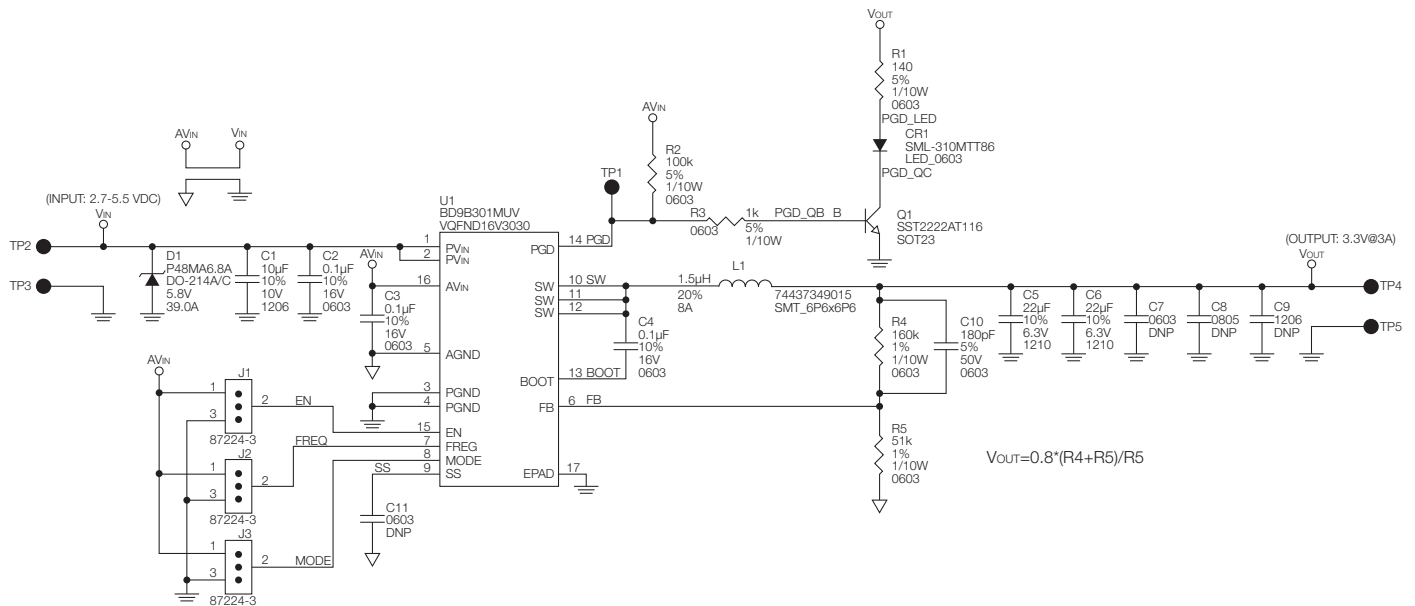 VOUT
R1
140
5%
1/10W
0603
PGD_LED
CR1
SML-310MTT86
LED_0603
PGD_QC
AVIN
R2
100k
5%
1/10W
0603
TP1
R3
0603
1k
5%
1/10W
PGD_QB B
Q1
SST2222AT116
SOT23
AVIN
VIN
(INPUT: 2.7-5.5 VDC)
VIN
TP2
TP3
D1
P48MA6.8A
DO-214A/C
5.8V
39.0A
C1
10µF
10%
10V
1206
C2
0.1µF
10%
16V
0603
U1
BD9B301MUV
VQFND16V3030
1
PVIN
2
PVIN
AVIN
16
AVIN
C3
0.1µF
10%
16V
0603
5
AGND
3
PGND
4
PGND
15
EN
7
FREG
8
MODE
9
SS
PGD
14 PGD
SW
10 SW
SW
11
SW
12
BOOT
13 BOOT
FB
6 FB
EPAD
17
C4
0.1µF
10%
16V
0603
1.5µH
20%
8A
L1
74437349015
SMT_6P6x6P6
R4
160k
1%
1/10W
0603
C10
180pF
5%
50V
0603
R5
51k
1%
1/10W
0603
C5
22µF
10%
6.3V
1210
C6
22µF
10%
6.3V
1210
C7
0603
DNP
C8
0805
DNP
C9
1206
DNP
(OUTPUT: 3.3V@3A)
VOUT
TP4
TP5
VOUT=0.8*(R4+R5)/R5
AVIN
J1
1
2
3
EN
87224-3
J2
1
2
3
FREQ
87224-3
J3
1
2
3
MODE
87224-3
SS
C11
0603
DNP